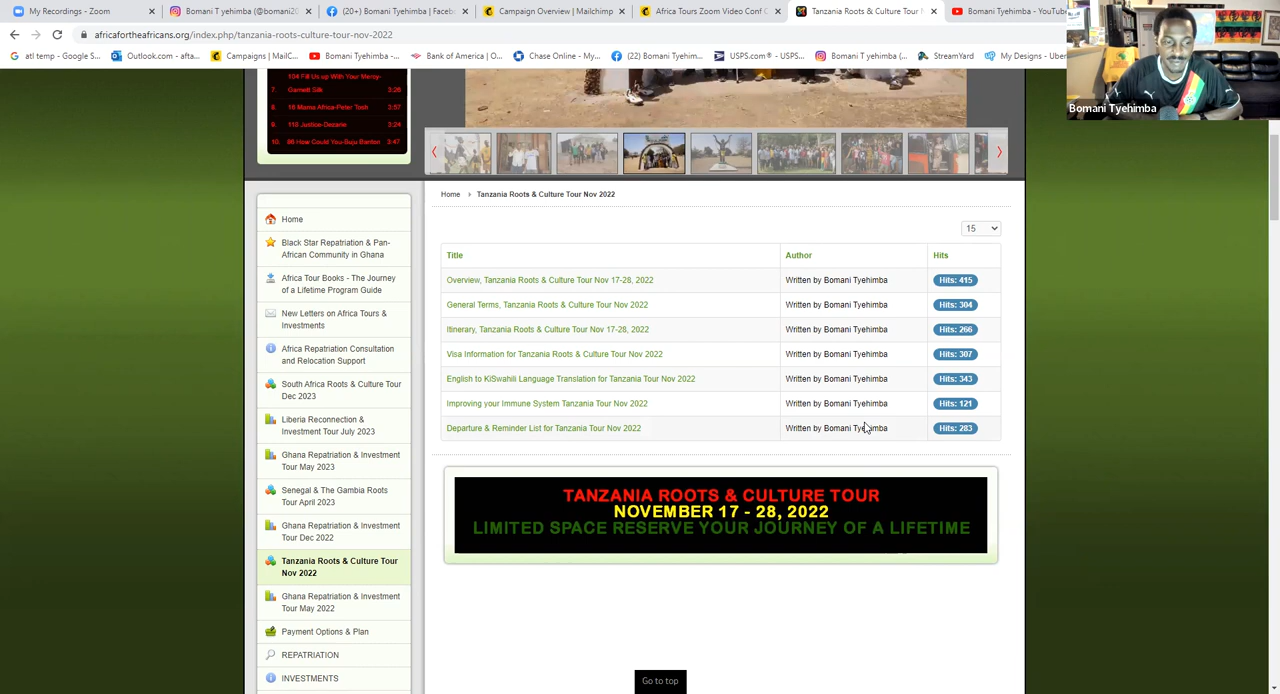 My Recordings - Zoom
Bomani T yehimba (@bomani20
(20+) Bomani Tyehimba | Faceb
Campaign Overview | Mailchimp
Africa Tours Zoom Video Conf C
Tanzania Roots & Culture Tour
Bomani Tyehimba - YouTu
africafortheafricans.org/index.php/tanzania-roots-culture-tour-nov-2022
atl temp - Google S...
Outlook.com - afta...
Campaigns | MailC...
Bomani Tyehimba -...
Bank of America | O...
Chase Online - My...
(22) Bomani Tyehim...
USPS.com® - USPS...
Bomani T yehimba (...
StreamYard
My Designs - Uber
Bomani Tyehimba
104 Fill Us up With Your Mercy-
7. Garnett Silk 3:26
8. 16 Mama Africa-Peter Tosh 3:57
9. 118 Justice-Dezarie 3:24
10. 86 How Could You-Buju Banton 3:47
Home
Tanzania Roots & Culture Tour Nov 2022
15
Title Author Hits
Overview, Tanzania Roots & Culture Tour Nov 17-28, 2022 Written by Bomani Tyehimba Hits: 415
General Terms, Tanzania Roots & Culture Tour Nov 2022 Written by Bomani Tyehimba Hits: 304
Itinerary, Tanzania Roots & Culture Tour Nov 17-28, 2022 Written by Bomani Tyehimba Hits: 266
Visa Information for Tanzania Roots & Culture Tour Nov 2022 Written by Bomani Tyehimba Hits: 307
English to KiSwahili Language Translation for Tanzania Tour Nov 2022 Written by Bomani Tyehimba Hits: 343
Improving your Immune System Tanzania Tour Nov 2022 Written by Bomani Tyehimba Hits: 121
Departure & Reminder List for Tanzania Tour Nov 2022 Written by Bomani Tyehimba Hits: 283
TANZANIA ROOTS & CULTURE TOUR
NOVEMBER 17 - 28, 2022
LIMITED SPACE RESERVE YOUR JOURNEY OF A LIFETIME
Home
Black Star Repatriation & Pan-
African Community in Ghana
Africa Tour Books - The Journey
of a Lifetime Program Guide
New Letters on Africa Tours &
Investments
Africa Repatriation Consultation
and Relocation Support
South Africa Roots & Culture Tour
Dec 2023
Liberia Reconnection &
Investment Tour July 2023
Ghana Repatriation & Investment
Tour May 2023
Senegal & The Gambia Roots
Tour April 2023
Ghana Repatriation & Investment
Tour Dec 2022
Tanzania Roots & Culture Tour
Nov 2022
Ghana Repatriation & Investment
Tour May 2022
Payment Options & Plan
REPATRIATION
INVESTMENTS
Go to top